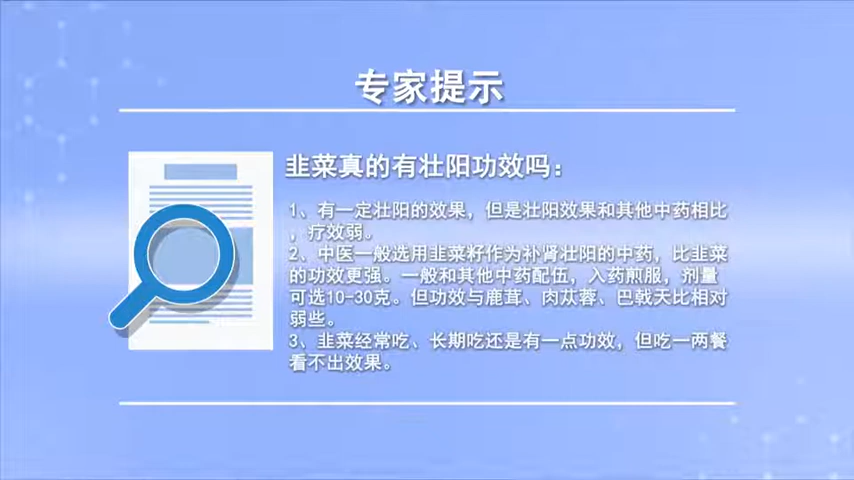 专家提示
韭菜真的有壮阳功效吗：
1、有一定壮阳的效果，但是壮阳效果和其他中药相比
，疗效弱。
2、中医一般选用韭菜籽作为补肾壮阳的中药，比韭菜
的功效更强。一般和其他中药配伍，入药煎服，剂量
可选10-30克。但功效与鹿茸、肉苁蓉、巴戟天比相对
弱些。
3、韭菜经常吃、长期吃还是有一点功效，但吃一两餐
看不出效果。